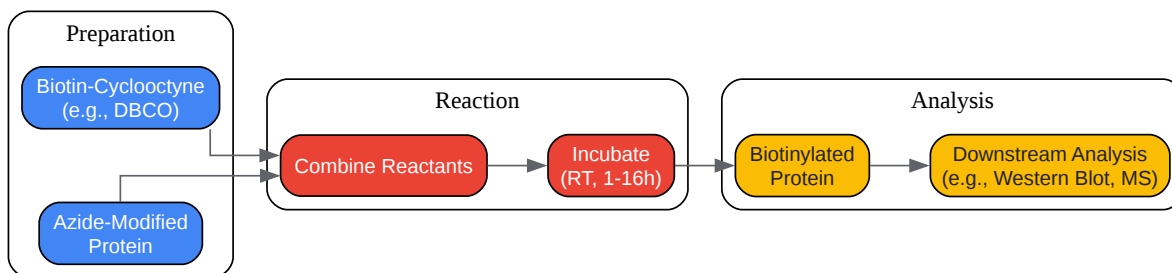 Preparation
Biotin-Cyclooctyne
(e.g., DBCO)
Azide-Modified
Protein
Reaction
Combine Reactants
Incubate
(RT, 1-16h)
Analysis
Biotinylated
Protein
Downstream Analysis
(e.g., Western Blot, MS)